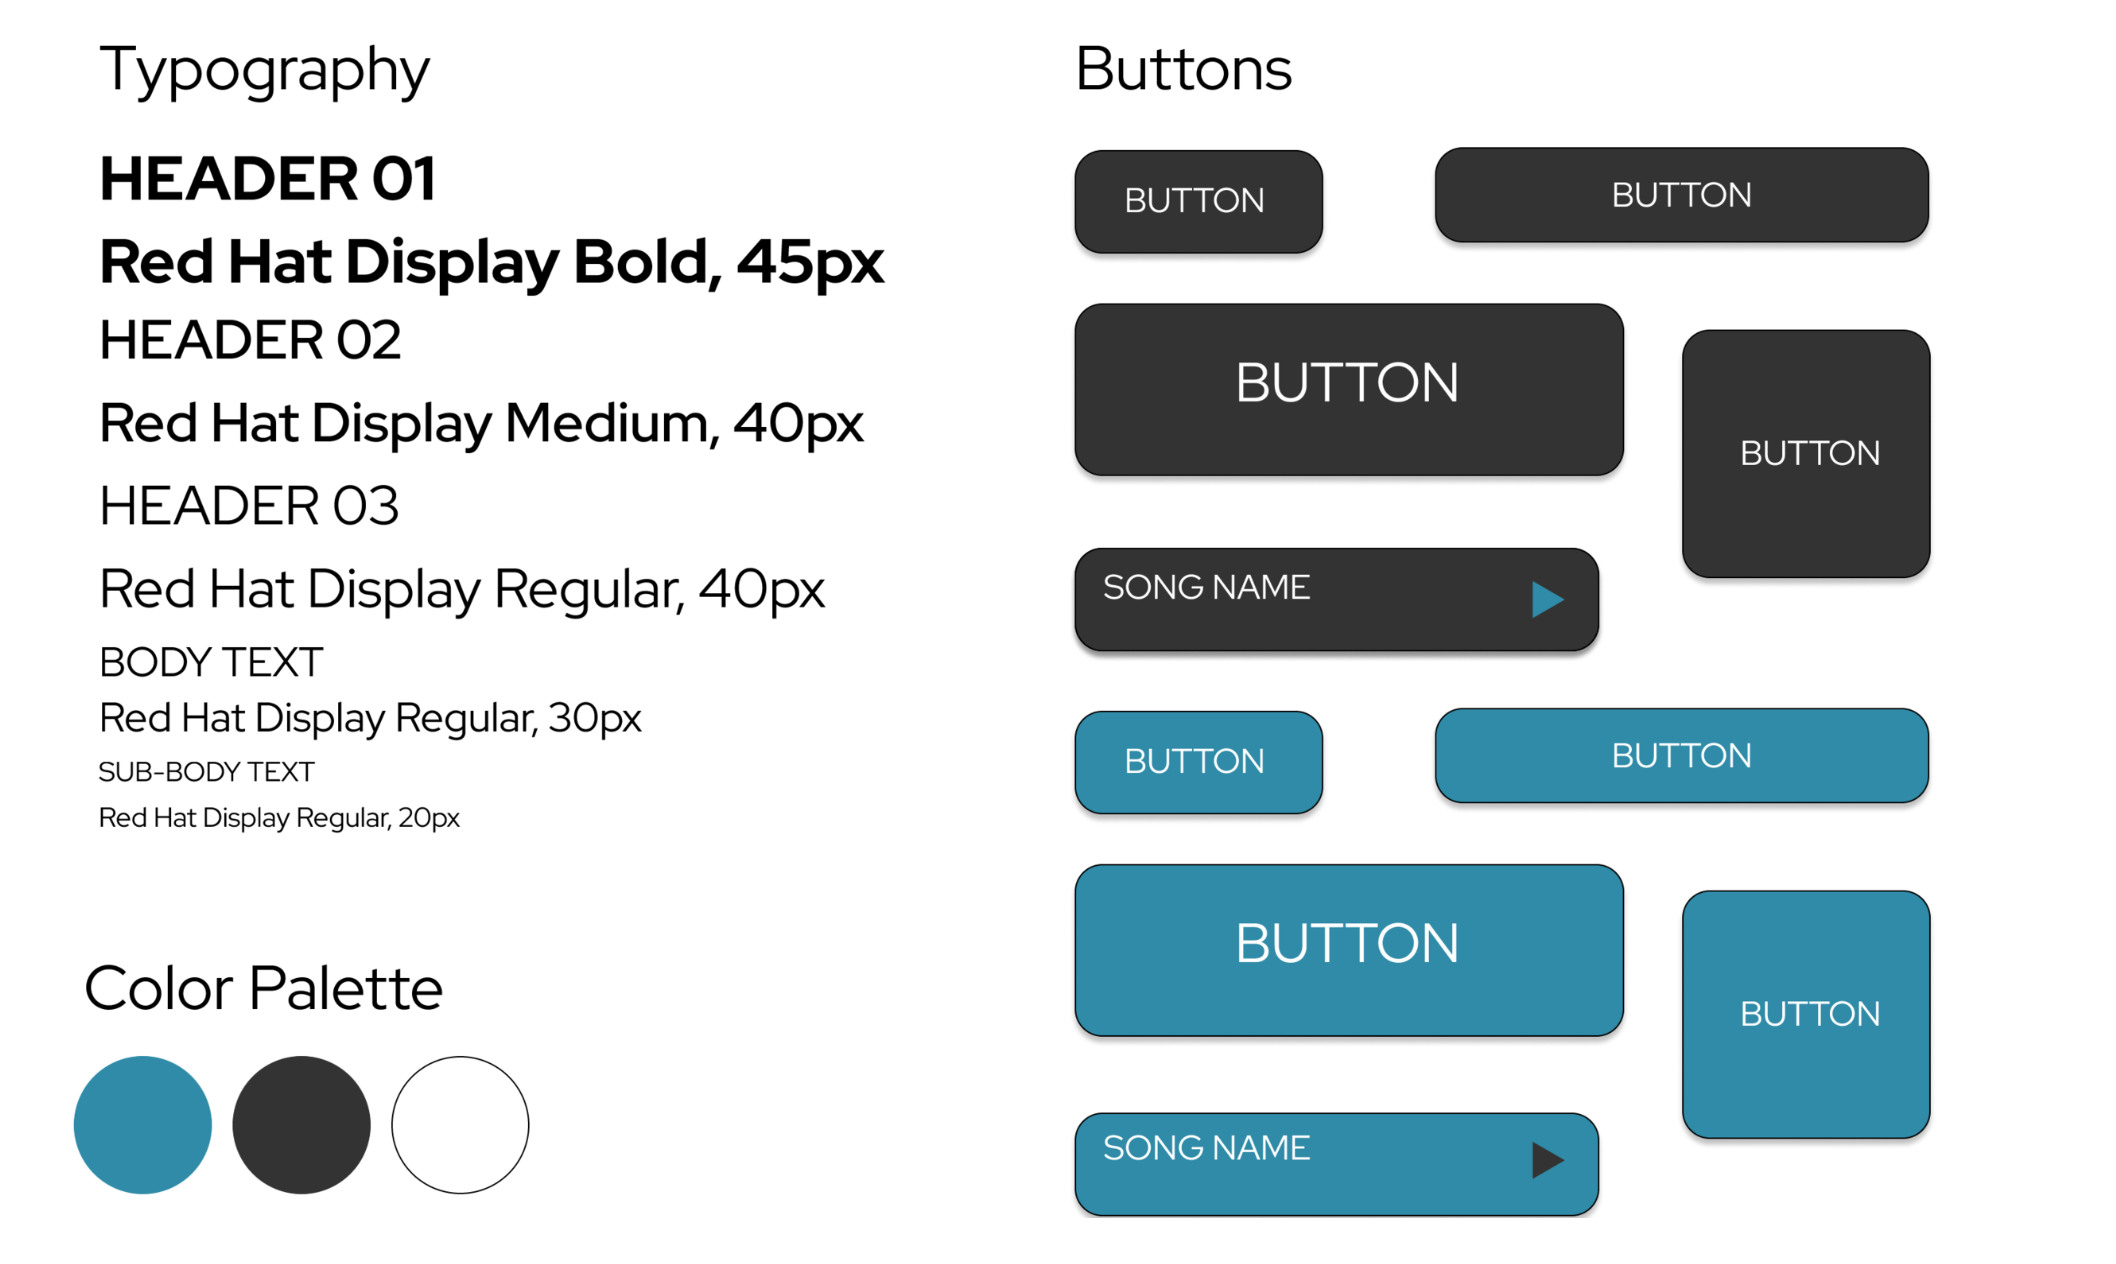 Typography
HEADER 01
Red Hat Display Bold, 45px
HEADER 02
Red Hat Display Medium, 40px
HEADER 03
Red Hat Display Regular, 40px
BODY TEXT
Red Hat Display Regular, 30px
SUB-BODY TEXT
Red Hat Display Regular, 20px
Color Palette
Buttons
BUTTON
BUTTON
BUTTON
BUTTON
SONG NAME
BUTTON
BUTTON
BUTTON
BUTTON
SONG NAME